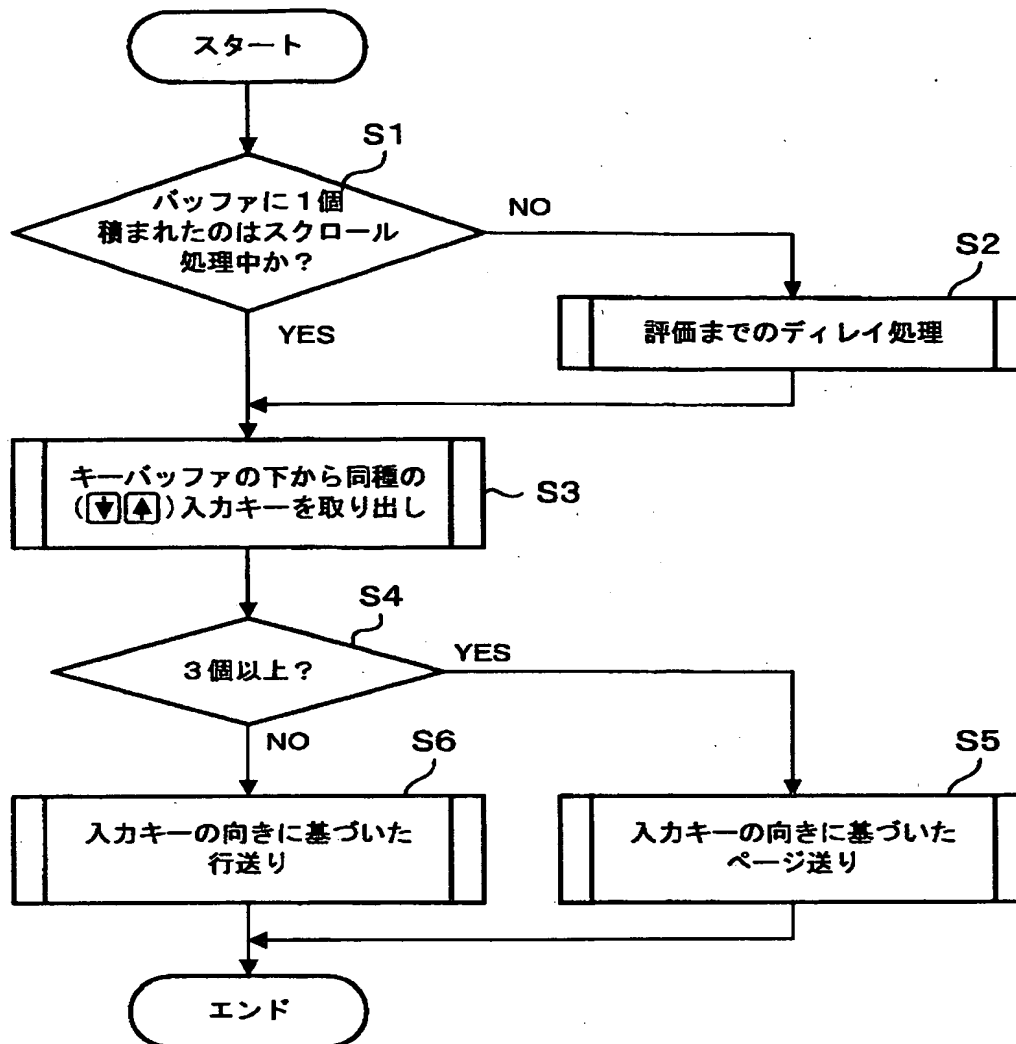 スタート
S1
バッファに１個
積まれたのはスクロール
処理中か？
NO
YES
S2
評価までのディレイ処理
キーバッファの下から同種の
（▼▲）入力キーを取り出し
S3
S4
３個以上？
YES
NO
S6
入力キーの向きに基づいた
行送り
S5
入力キーの向きに基づいた
ページ送り
エンド